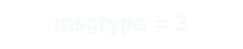 msgtype = 3